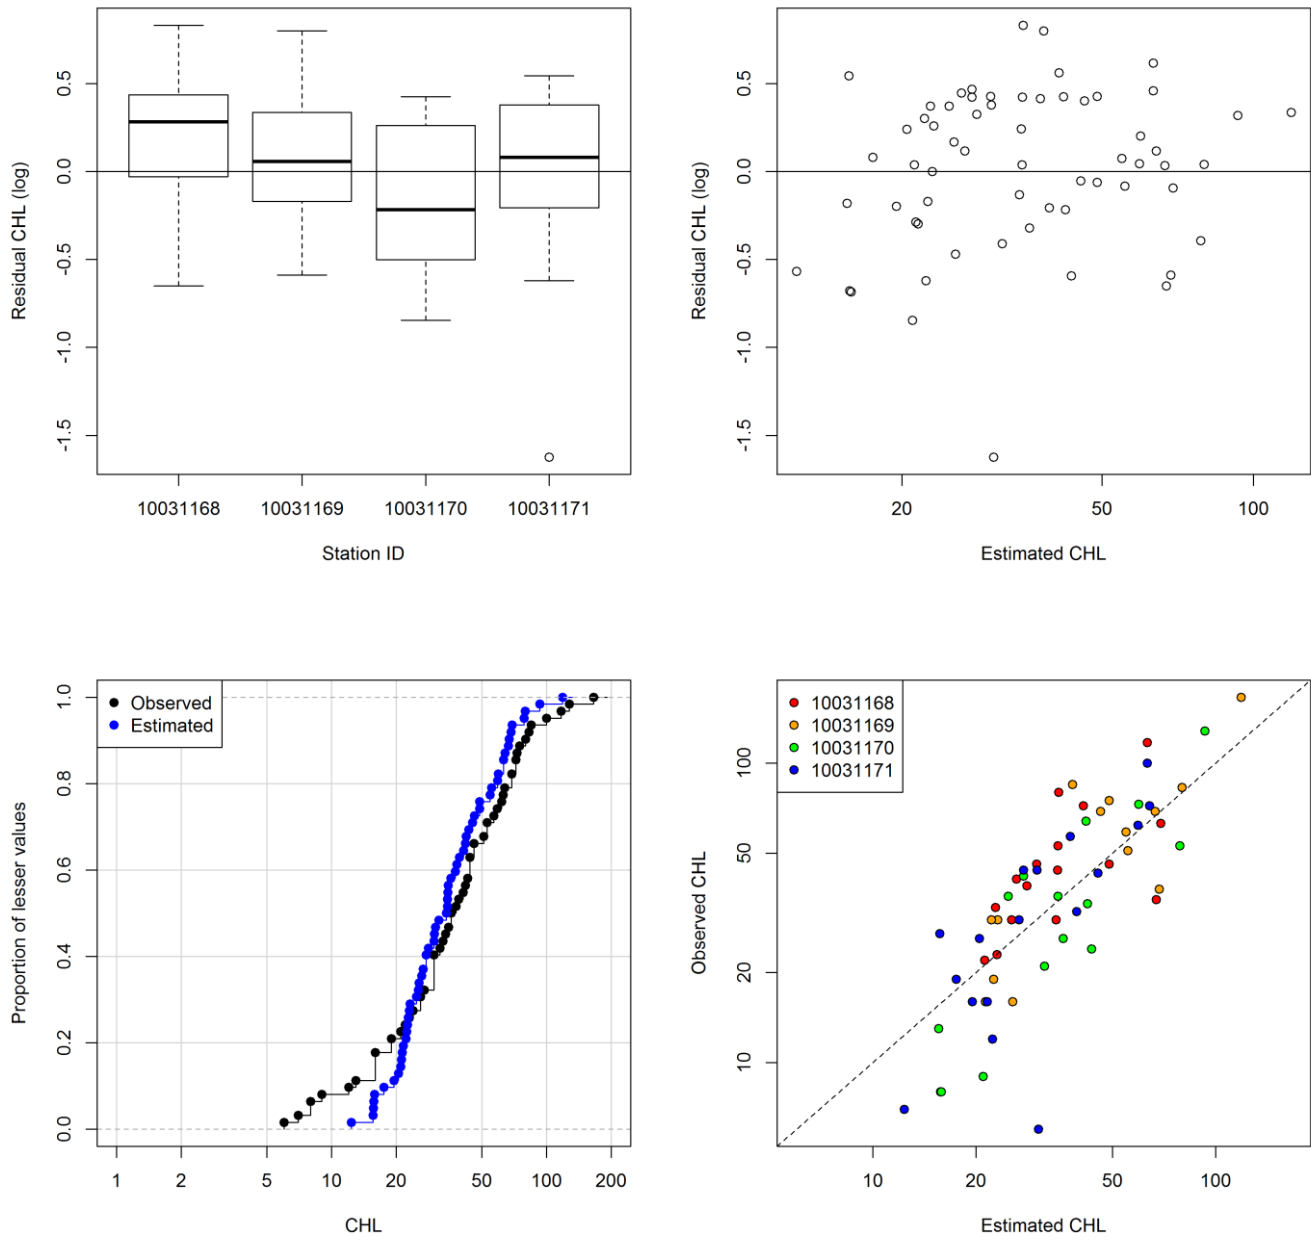 0.5
0.0
-0.5
-1.0
-1.5
Residual CHL (log)
10031168 10031169 10031170 10031171
Station ID
0.5
0.0
-0.5
-1.0
-1.5
Residual CHL (log)
20 50 100
Estimated CHL
Observed
Estimated
1.0
0.8
0.6
0.4
0.2
0.0
Proportion of lesser values
1 2 5 10 20 50 100 200
CHL
10031168
10031169
10031170
10031171
100
50
20
10
Observed CHL
10 20 50 100
Estimated CHL